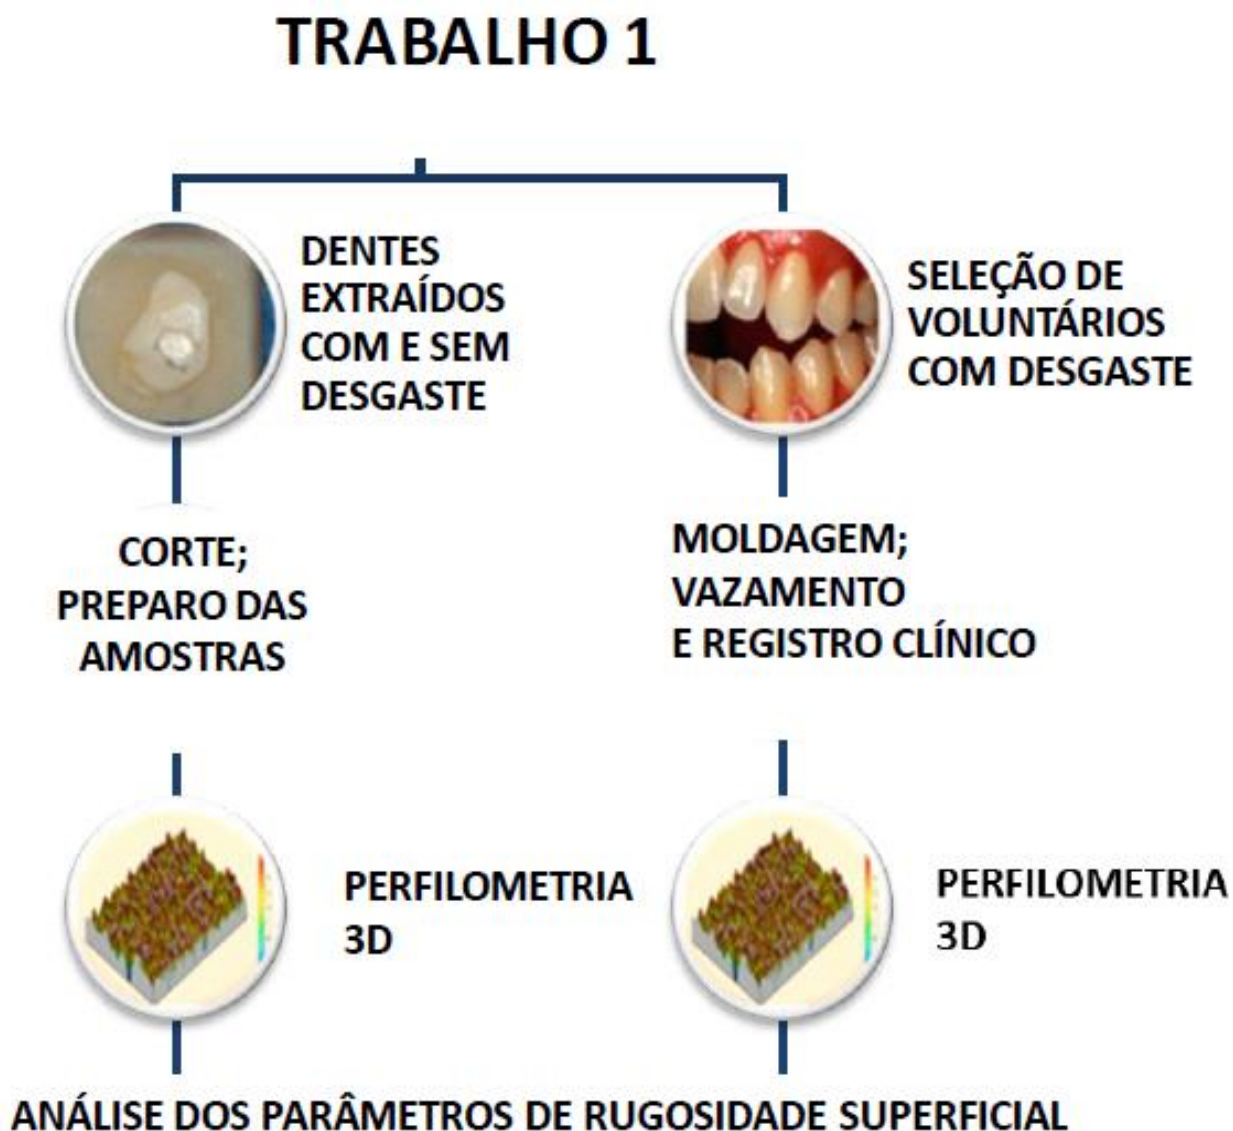 TRABALHO 1
DENTES
EXTRAÍDOS
COM E SEM
DESGASTE
SELEÇÃO DE
VOLUNTÁRIOS
COM DESGASTE
CORTE;
PREPARO DAS
AMOSTRAS
MOLDAGEM;
VAZAMENTO
E REGISTRO CLÍNICO
PERFILOMETRIA
3D
PERFILOMETRIA
3D
ANÁLISE DOS PARÂMETROS DE RUGOSIDADE SUPERFICIAL